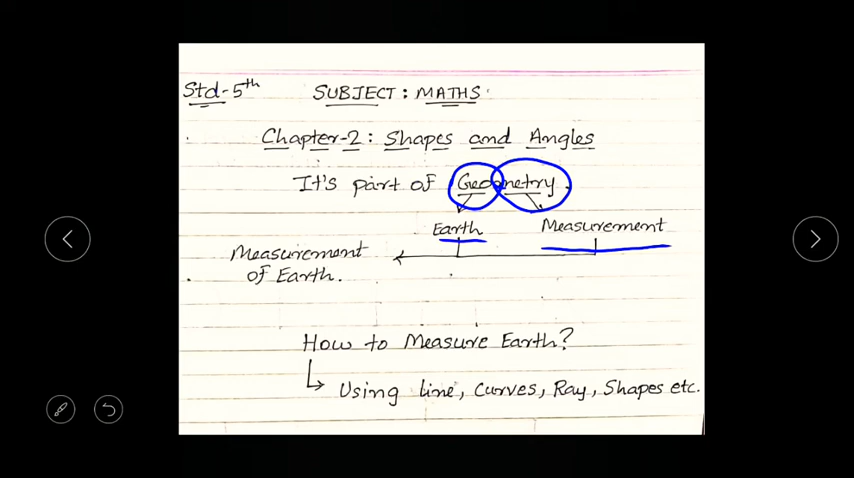 Std-5th SUBJECT: MATHS.
Chapter-2: Shapes and Angles
It's part of Geometry.
Earth Measurement
Measurement
of Earth.
How to Measure Earth?
Using line, Curves, Ray, Shapes etc.